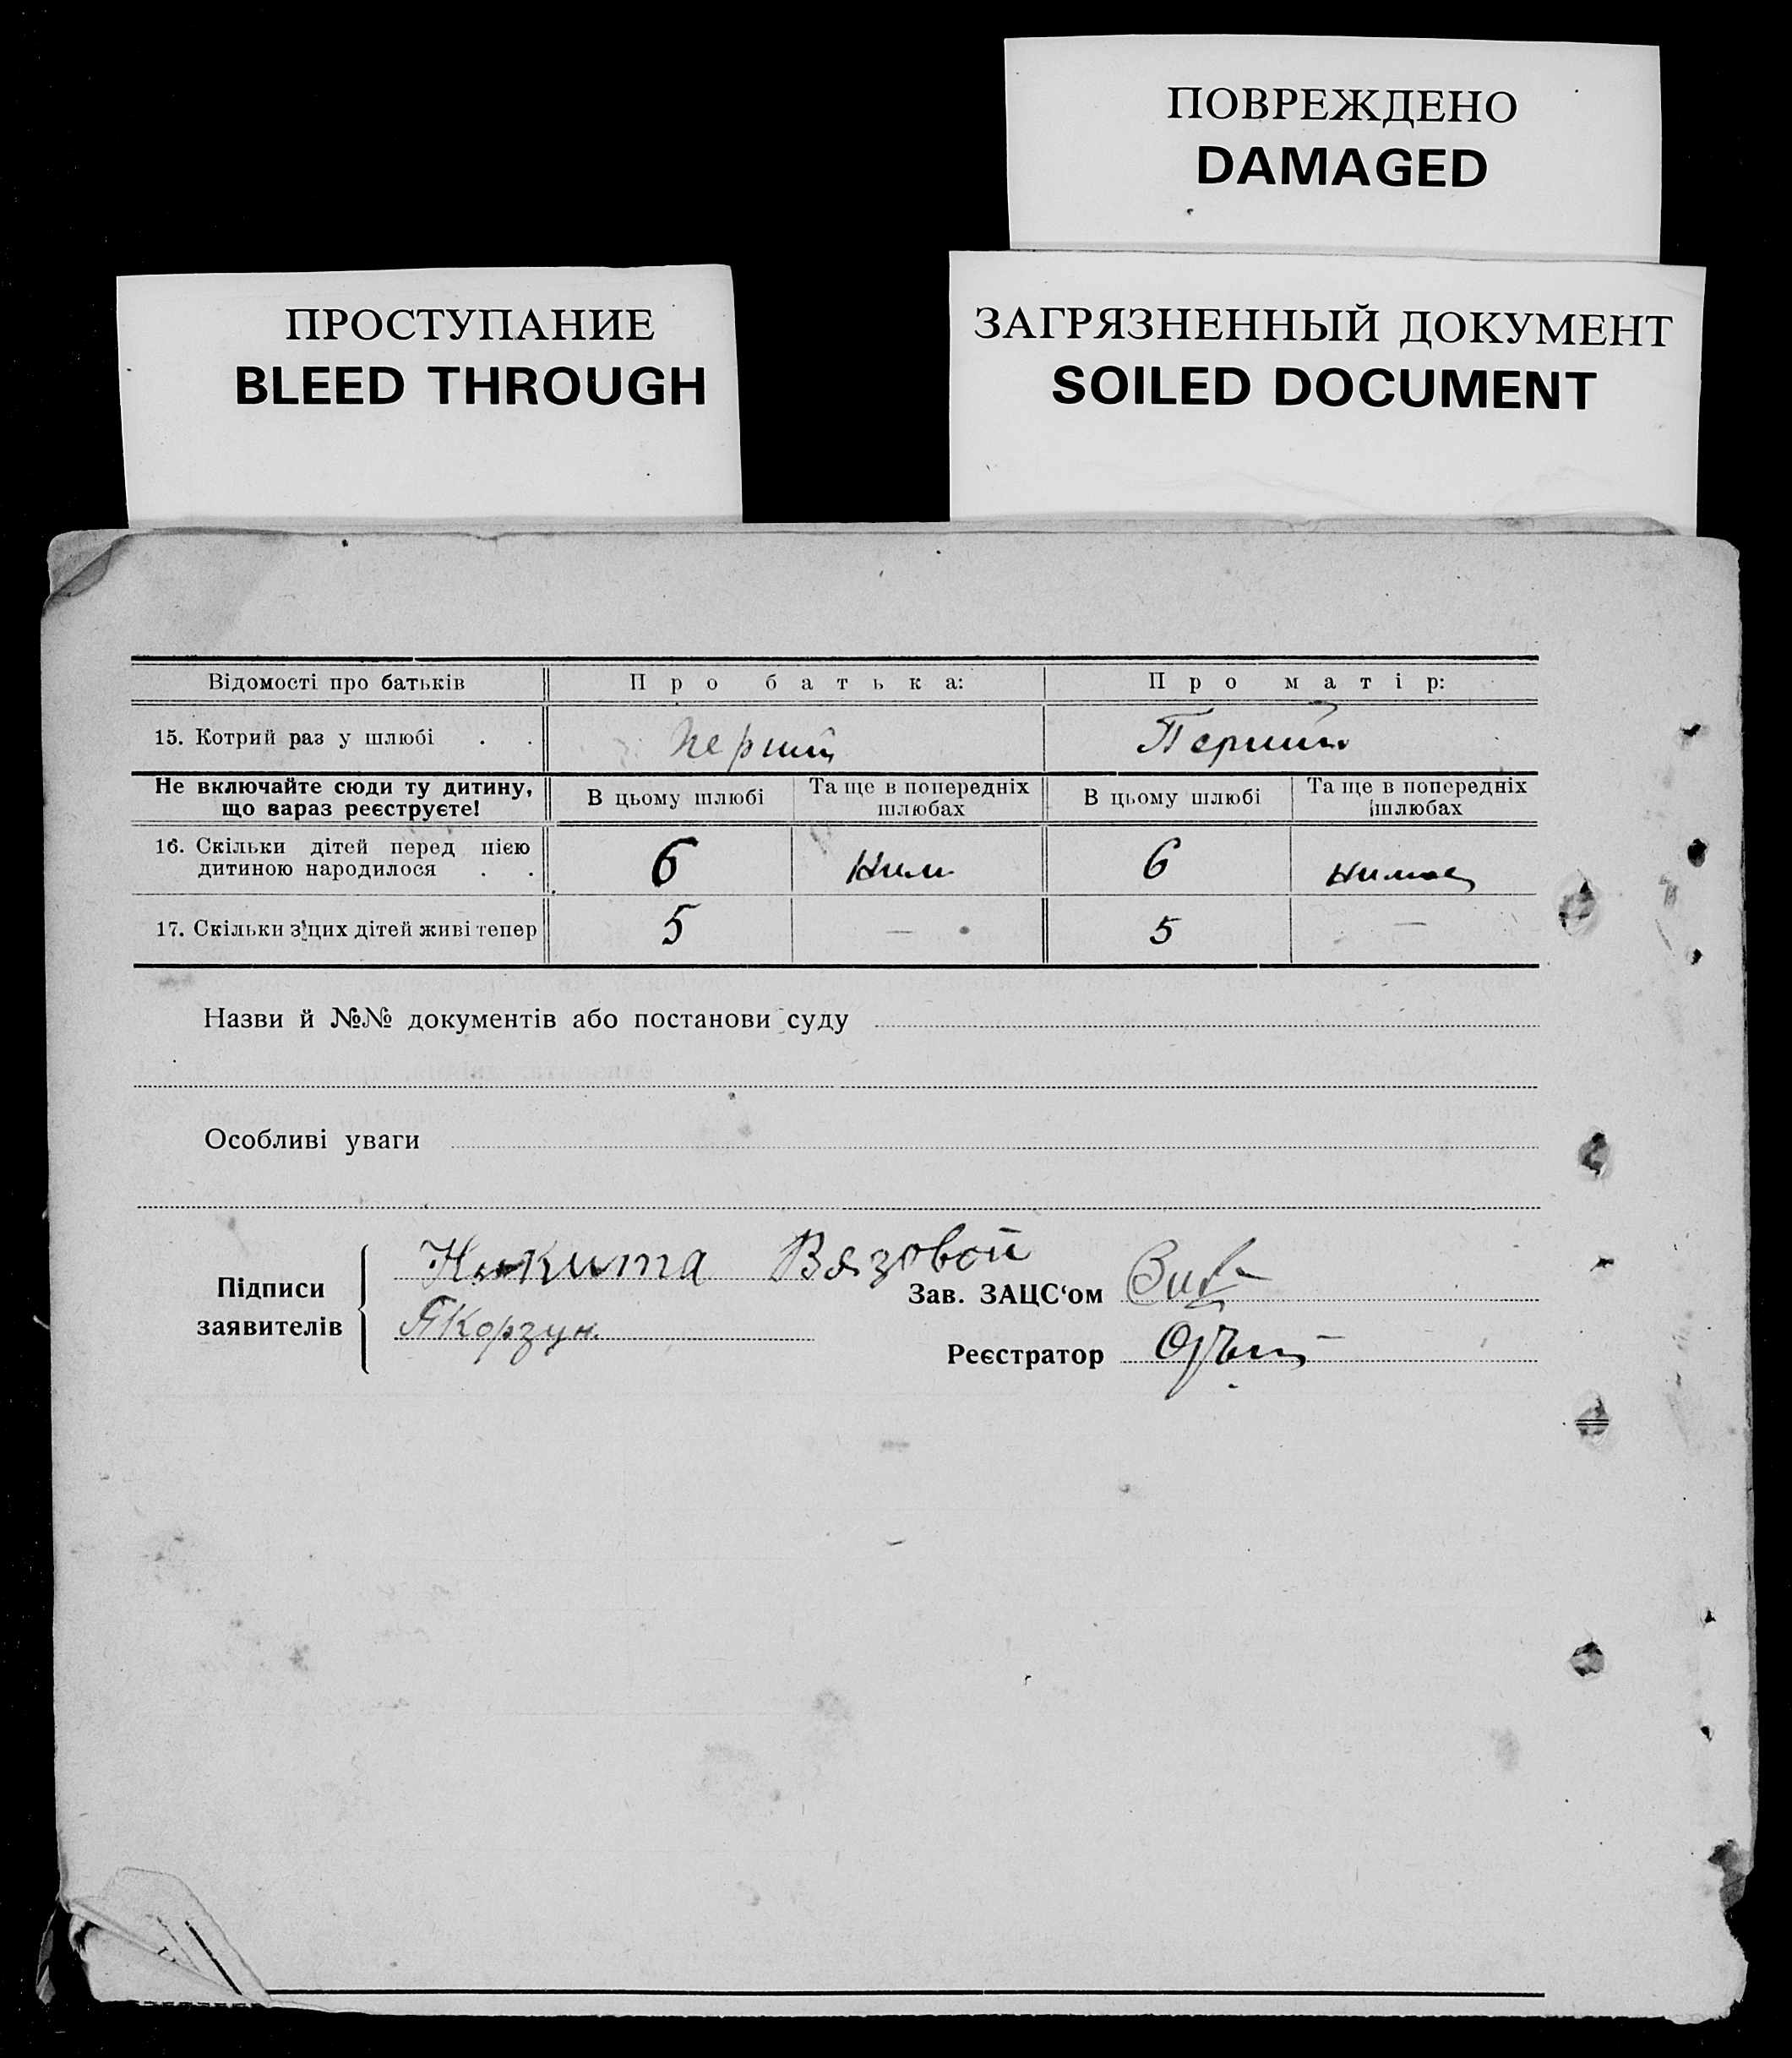 ПОВРЕЖДЕНО
DAMAGED
ПРОСТУПАНИЕ
BLEED THROUGH
ЗАГРЯЗНЕННЫЙ ДОКУМЕНТ
SOILED DOCUMENT
Відомості про батьків Про батька: Про матір:
15. Котрий раз у шлюбі . . Перший Перший
Не включайте сюди ту дитину, що вараз реєструєте! В цьому шлюбі Та ще в попередніх шлюбах В цьому шлюбі Та ще в попередніх шлюбах
16. Скільки дітей перед цією
дитиною народилося . . 6 6
17. Скільки з цих дітей живі тепер 5 — 5 —
Назви й №№ документів або постанови суду
Особливі уваги
Підписи заявителів
Никита Вязовой
ПКорзун.
Зав. ЗАЦС‘ом
Реєстратор